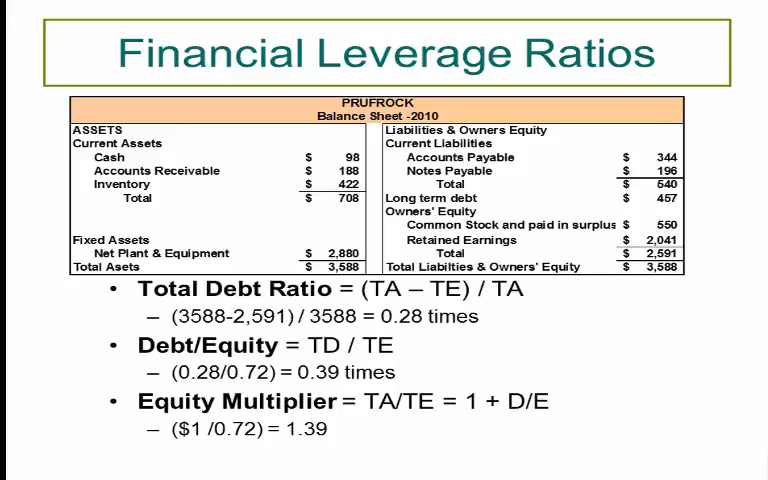 Financial Leverage Ratios
PRUFROCK
Balance Sheet -2010
ASSETS Liabilities & Owners Equity
Current Assets Current Liabilities
Cash $ 98 Accounts Payable $ 344
Accounts Receivable $ 188 Notes Payable $ 196
Inventory $ 422 Total $ 540
Total $ 708 Long term debt $ 457
Owners' Equity
Common Stock and paid in surplus $ 550
Fixed Assets Retained Earnings $ 2,041
Net Plant & Equipment $ 2,880 Total $ 2,591
Total Asets $ 3,588 Total Liabilties & Owners' Equity $ 3,588
• Total Debt Ratio = (TA – TE) / TA
– (3588-2,591) / 3588 = 0.28 times
• Debt/Equity = TD / TE
– (0.28/0.72) = 0.39 times
• Equity Multiplier = TA/TE = 1 + D/E
– ($1 /0.72) = 1.39